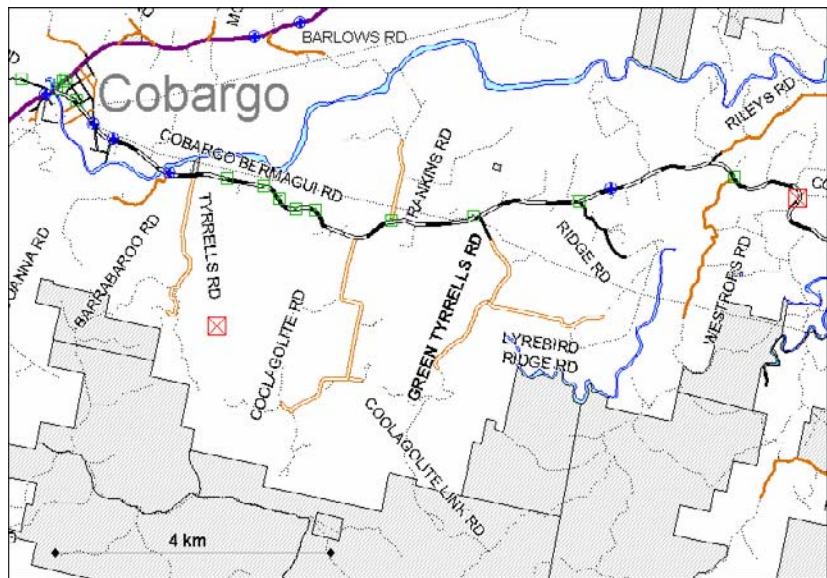 BARLOWS RD
Cobargo
RILEYS RD
COBARGO BERMAGUI RD
RANKINS RD
TYRRELLS RD
BARRABAROO RD
RIDGE RD
WESTROPS RD
COOLAGOLITE RD
GREEN TYRRELLS RD
LYREBIRD
RIDGE RD
COOLAGOLITE LINK RD
4 km